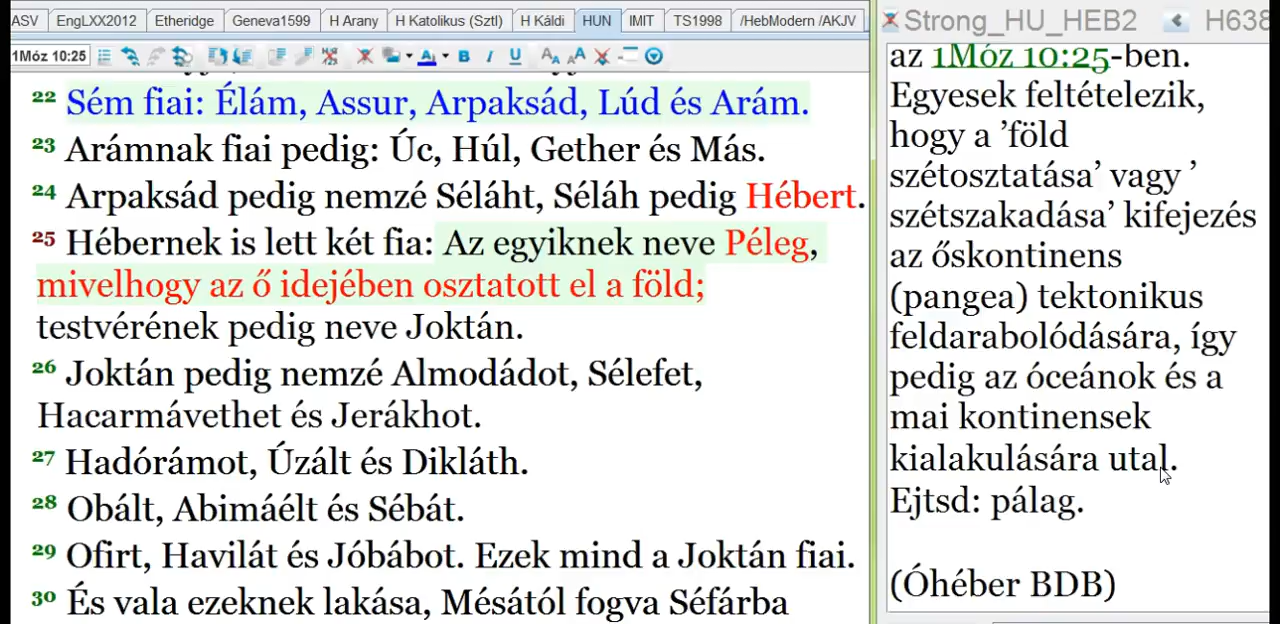 ASV EngLXX2012 Etheridge Geneva1599 H Arany H Katolikus (Sztl) H Káldi HUN IMIT TS1998 /HebModern /AKJV
1Móz 10:25
22 Sém fiai: Élám, Assur, Arpaksád, Lúd és Arám.
23 Arámnak fiai pedig: Úc, Húl, Gether és Más.
24 Arpaksád pedig nemzé Séláht, Séláh pedig Hébert.
25 Hébernek is lett két fia: Az egyiknek neve Péleg,
mivelhogy az ő idejében osztatott el a föld;
testvérének pedig neve Joktán.
26 Joktán pedig nemzé Almodádot, Sélefet,
Hacarmávethet és Jerákhot.
27 Hadórámot, Úzált és Dikláth.
28 Obált, Abimáélt és Sébát.
29 Ofirt, Havilát és Jóbábot. Ezek mind a Joktán fiai.
30 És vala ezeknek lakása, Mésától fogva Séfárba
Strong_HU_HEB2 H638
az 1Móz 10:25-ben.
Egyesek feltételezik,
hogy a ’föld
szétosztatása’ vagy ’
szétszakadása’ kifejezés
az őskontinens
(pangea) tektonikus
feldarabolódására, így
pedig az óceánok és a
mai kontinensek
kialakulására utal.
Ejtsd: pálag.
(Óhéber BDB)